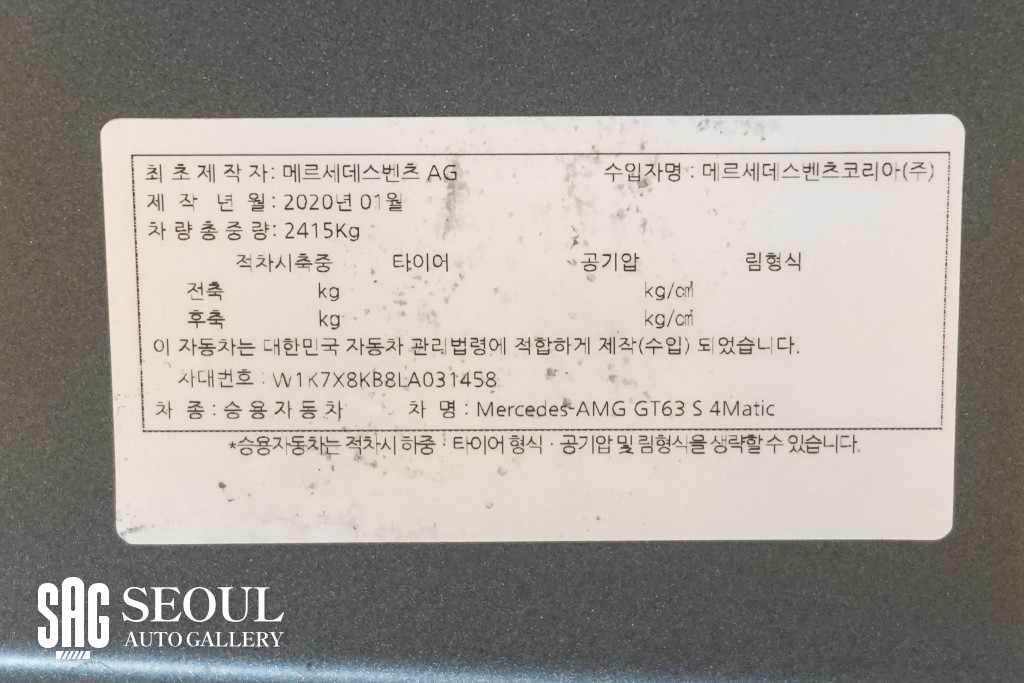 최초제작자: 메르세데스벤츠 AG 수입자명 : 메르세데스벤츠코리아(주)
제 작 년 월 : 2020년 01월
차 량 총 중 량: 2415Kg
적차시축중 타이어 공기압 림형식
전축 kg kg/㎠
후축 kg kg/㎠
이 자동차는 대한민국 자동차 관리법령에 적합하게 제작(수입) 되었습니다.
차대번호 : W1K7X8KB8LA031458
차 종 : 승용자동차 차 명 : Mercedes-AMG GT63 S 4Matic
*승용자동차는 적차시 하중 · 타이어 형식 · 공기압 및 림형식을 생략할 수 있습니다.
SAG SEOUL
AUTO GALLERY